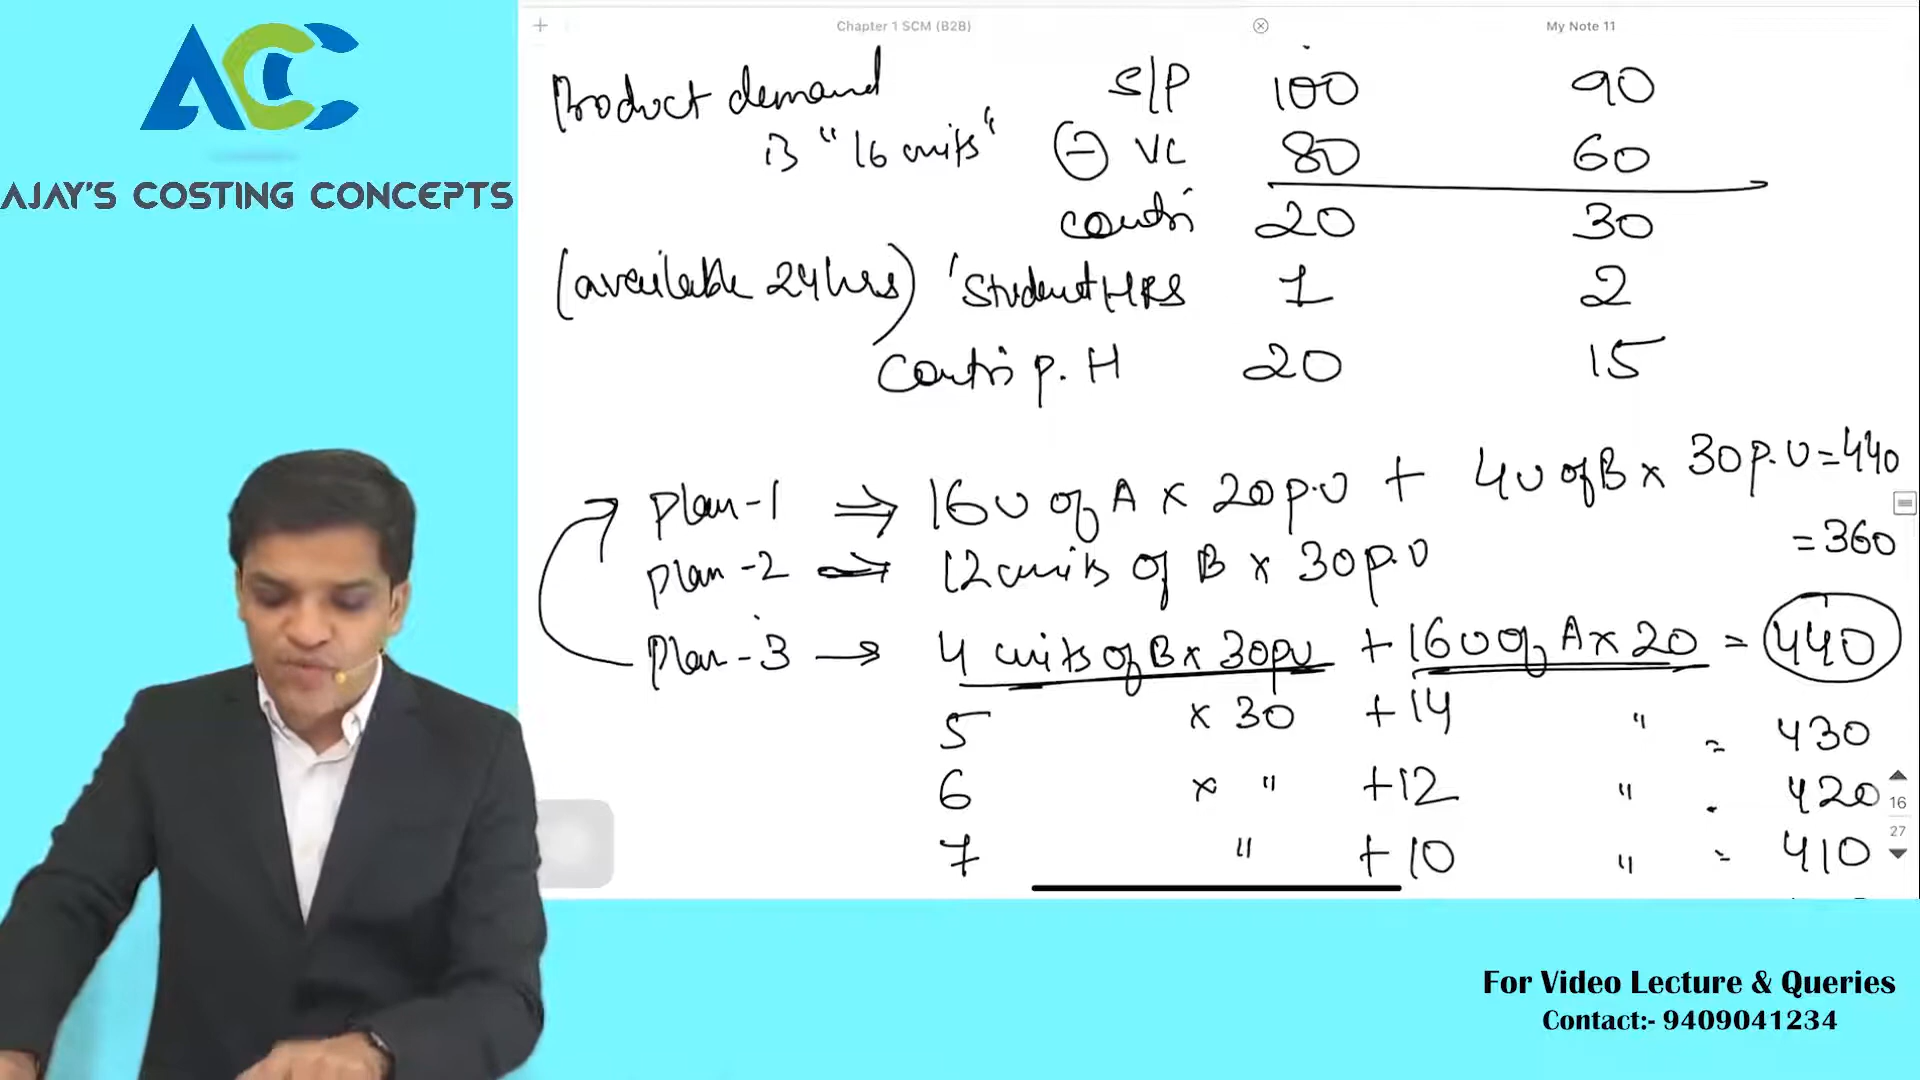 ACC
AJAY'S COSTING CONCEPTS
Chapter 1 SCM (B2B)
My Note 11
Product demand
is "16 units"
S/P 100 90
(-) VC 80 60
contri 20 30
(available 24hrs) 'Student HRS 1 2
Contri p. H 20 15
Plan-1 ⇒ 16 U of A x 20 p.U + 4 U of B x 30 p.U = 440
Plan-2 ⇒ 12 units of B x 30 p.U = 360
Plan-3 → 4 units of B x 30 pU + 16 U of A x 20 = 440
5 x 30 + 14 " = 430
6 x " + 12 " . 420
7 " + 10 " = 410
16
27
For Video Lecture & Queries
Contact:- 9409041234